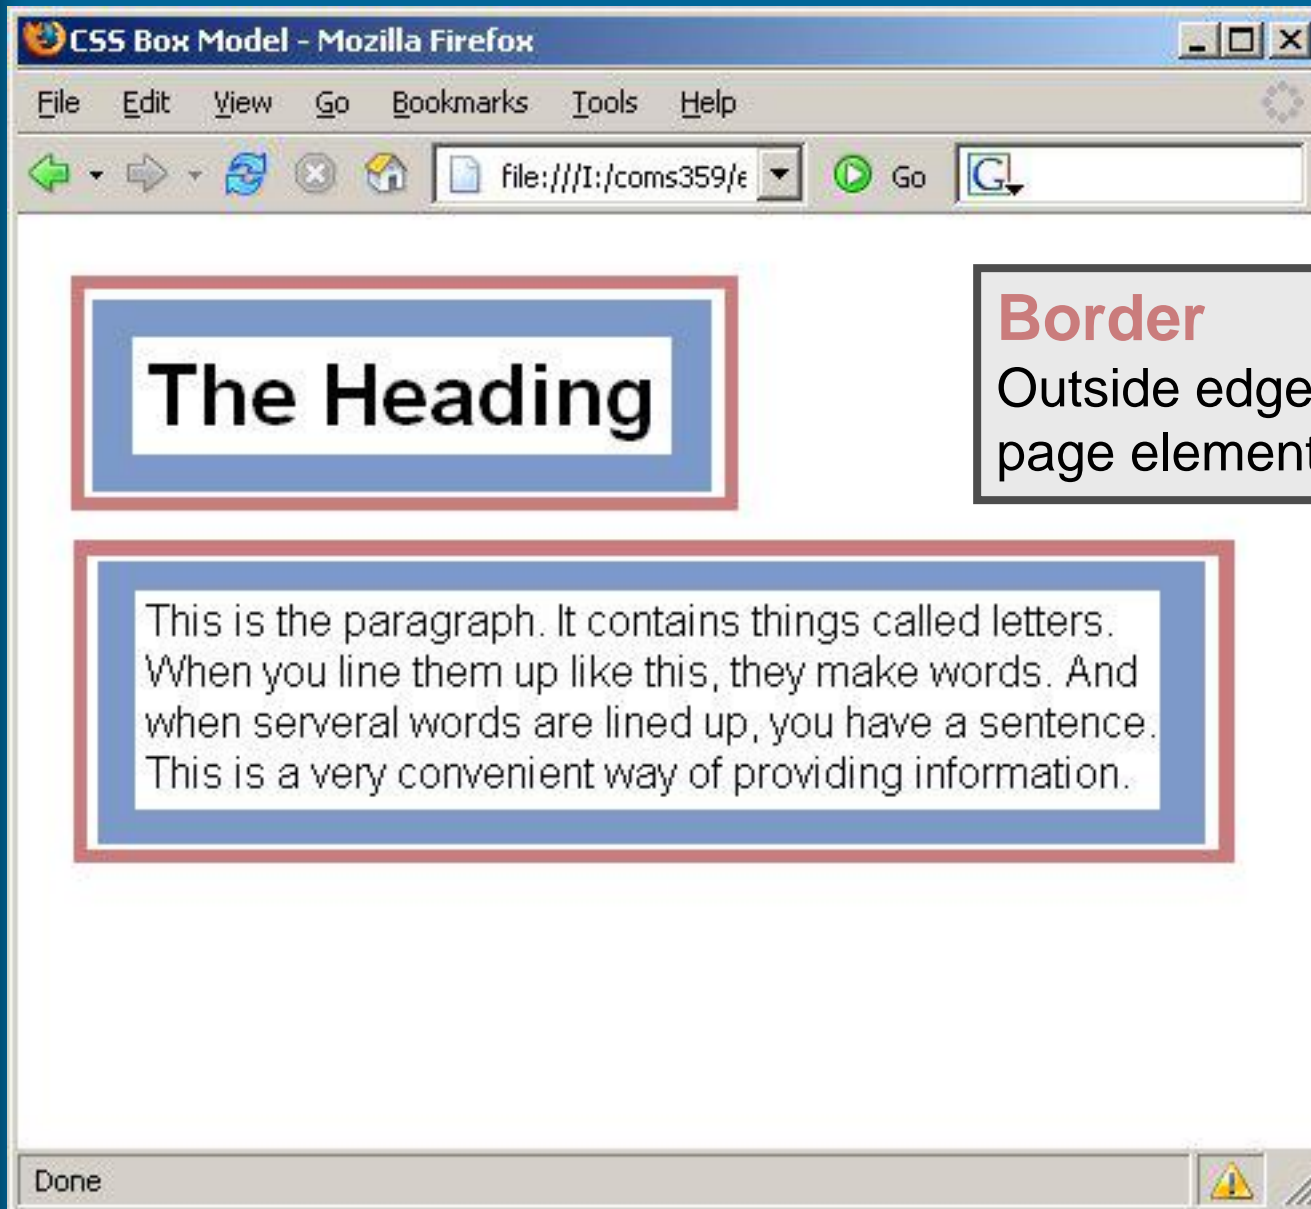 CSS Box Model - Mozilla Firefox
File Edit View Go Bookmarks Tools Help
file:///I:/coms359/e Go G
The Heading
Border
Outside edge
page element
This is the paragraph. It contains things called letters.
When you line them up like this, they make words. And
when serveral words are lined up, you have a sentence.
This is a very convenient way of providing information.
Done